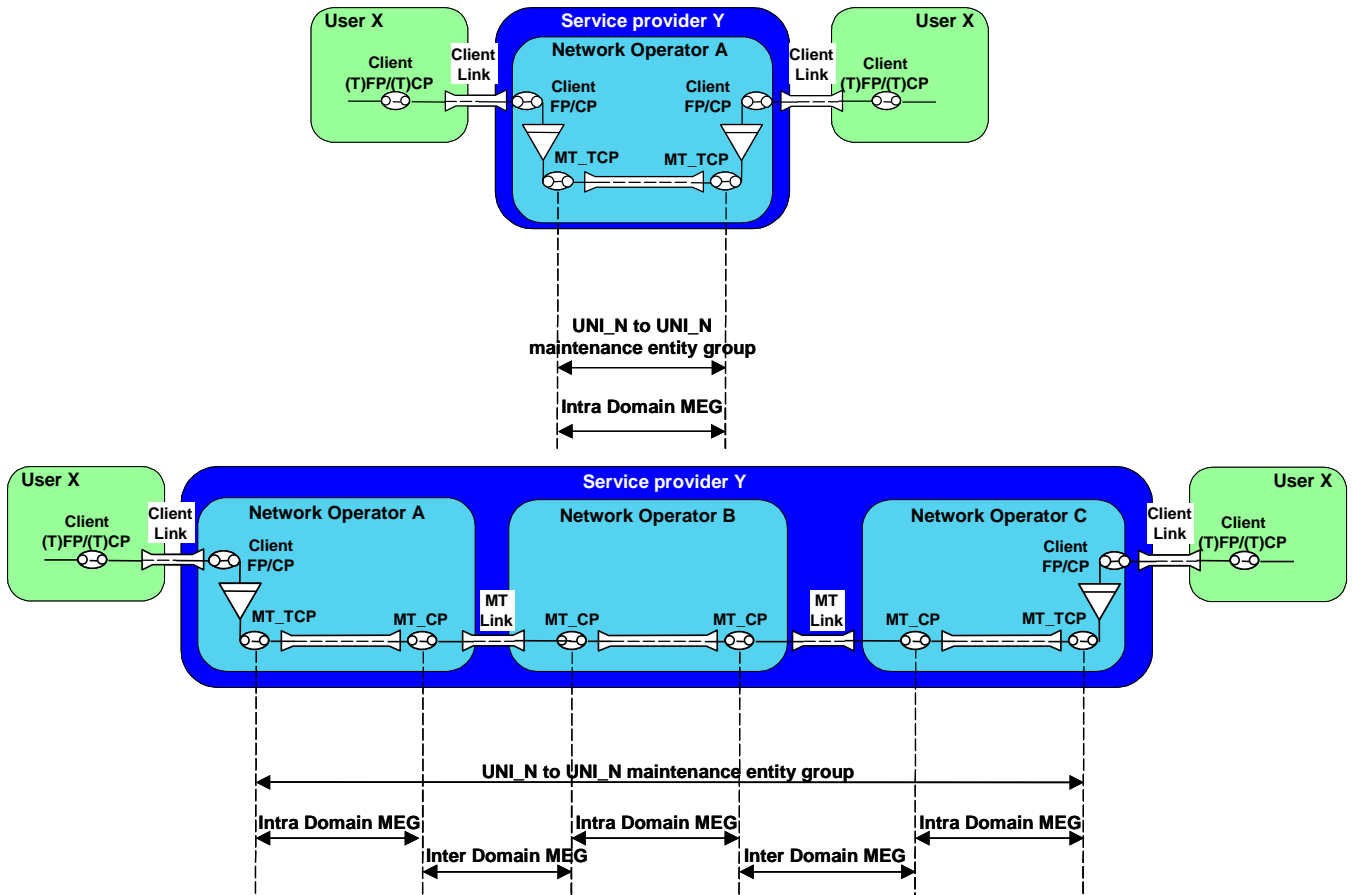 User X
Service provider Y
User X
Network Operator A
Client
(T)FP/(T)CP
Client
Link
Client
FP/CP
Client
FP/CP
Client
Link
Client
(T)FP/(T)CP
MT_TCP
MT_TCP
UNI_N to UNI_N
maintenance entity group
Intra Domain MEG
User X
Service provider Y
User X
Network Operator A
Network Operator B
Network Operator C
Client
(T)FP/(T)CP
Client
Link
Client
FP/CP
Client
FP/CP
Client
Link
Client
(T)FP/(T)CP
MT_TCP
MT_CP
MT
Link
MT_CP
MT_CP
MT
Link
MT_CP
MT_TCP
UNI_N to UNI_N maintenance entity group
Intra Domain MEG
Intra Domain MEG
Intra Domain MEG
Inter Domain MEG
Inter Domain MEG